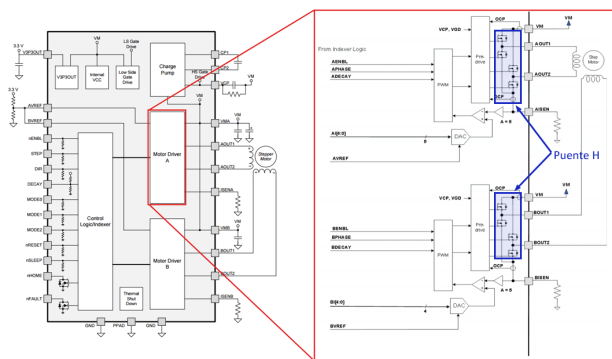 3.3 V
VM
LS Gate
Drive
V3P3OUT
V3P3OUT
Internal
VCC
Low Side
Gate
Drive
Charge
Pump
CP1
CP2
VCP
VM
HS Gate
Drive
VM
3.3 V
AVREF
BVREF
VMA
nENBL
STEP
DIR
DECAY
MODE0
MODE1
MODE2
nRESET
nSLEEP
nHOME
nFAULT
Control
Logic/Indexer
Motor Driver
A
AOUT1
AOUT2
Stepper
Motor
ISENA
VM
VMB
Motor Driver
B
BOUT1
BOUT2
ISENB
Thermal
Shut
Down
GND
PPAD
GND
OCP
VM
VM
VCP, VGD
AOUT1
Step
Motor
From Indexer Logic
Pre-
drive
AENBL
APHASE
ADECAY
PWM
AOUT2
OCP
AISEN
A = 5
AI[4:0]
DAC
AVREF
Puente H
OCP
VM
VM
VCP, VGD
BOUT1
Pre-
drive
BENBL
BPHASE
BDECAY
PWM
BOUT2
OCP
BISEN
A = 5
BI[4:0]
DAC
BVREF